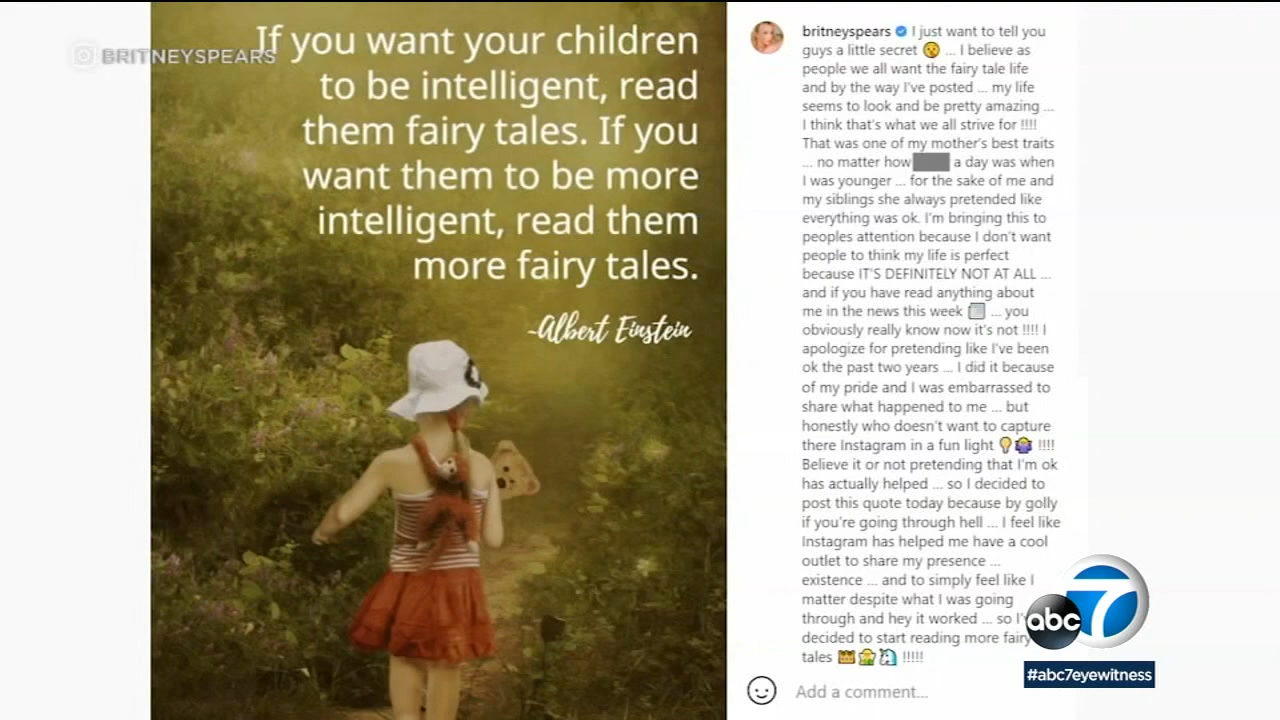 BRITNEYSPEARS
If you want your children
to be intelligent, read
them fairy tales. If you
want them to be more
intelligent, read them
more fairy tales.
-Albert Einstein
britneyspears I just want to tell you
guys a little secret 😯 ... I believe as
people we all want the fairy tale life
and by the way I've posted ... my life
seems to look and be pretty amazing ...
I think that's what we all strive for !!!!
That was one of my mother's best traits
... no matter how a day was when
I was younger ... for the sake of me and
my siblings she always pretended like
everything was ok. I'm bringing this to
peoples attention because I don't want
people to think my life is perfect
because IT'S DEFINITELY NOT AT ALL ...
and if you have read anything about
me in the news this week 📰 ... you
obviously really know now it's not !!!! I
apologize for pretending like I've been
ok the past two years ... I did it because
of my pride and I was embarrassed to
share what happened to me ... but
honestly who doesn't want to capture
there Instagram in a fun light 💡🤷‍♀️ !!!!
Believe it or not pretending that I'm ok
has actually helped ... so I decided to
post this quote today because by golly
if you're going through hell ... I feel like
Instagram has helped me have a cool
outlet to share my presence ...
existence ... and to simply feel like I
matter despite what I was going
through and hey it worked ... so
decided to start reading more fairy
tales 👑🧚🦄 !!!!!
Add a comment...
abc 7
#abc7eyewitness